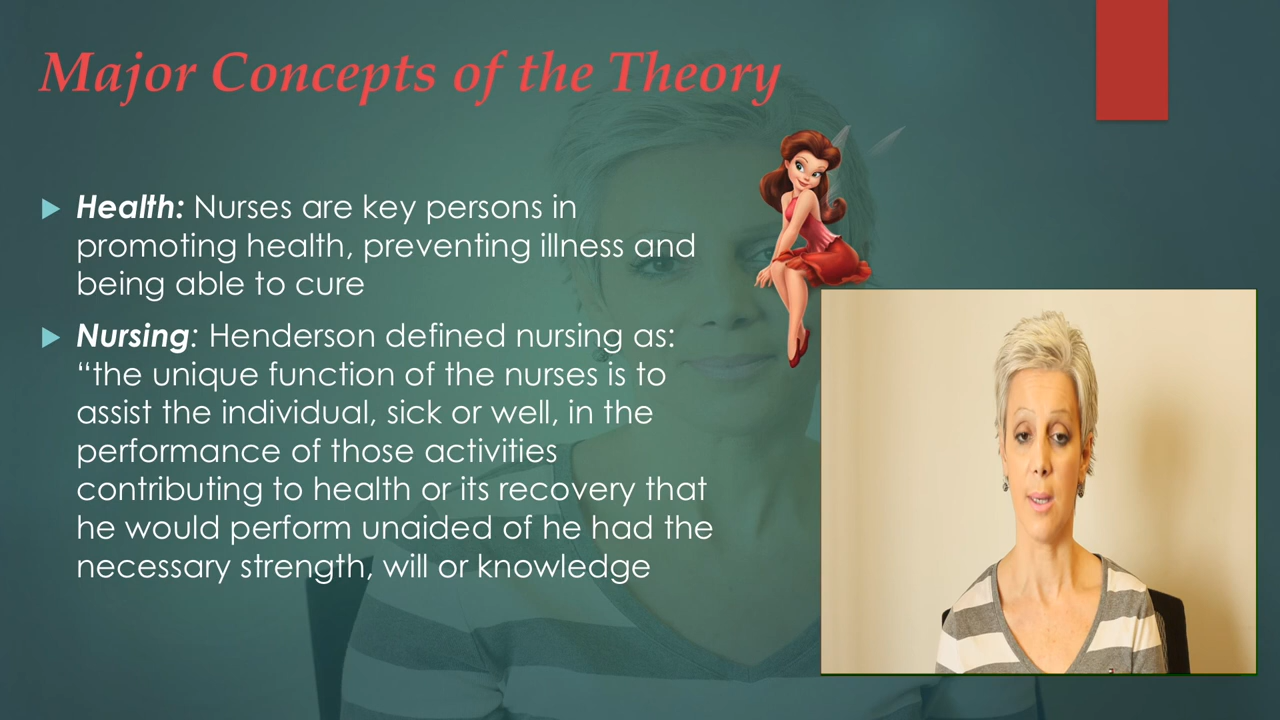 Major Concepts of the Theory
Health: Nurses are key persons in
promoting health, preventing illness and
being able to cure
Nursing: Henderson defined nursing as:
“the unique function of the nurses is to
assist the individual, sick or well, in the
performance of those activities
contributing to health or its recovery that
he would perform unaided of he had the
necessary strength, will or knowledge